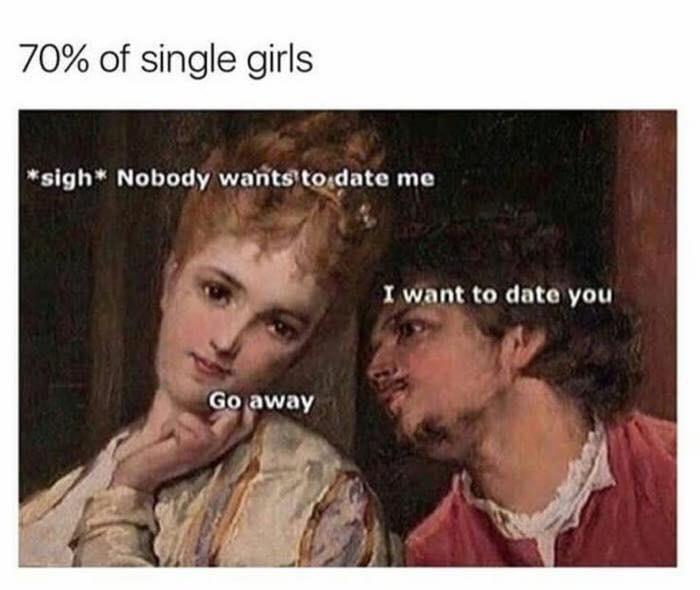 70% of single girls
*sigh* Nobody wants to date me
I want to date you
Go away